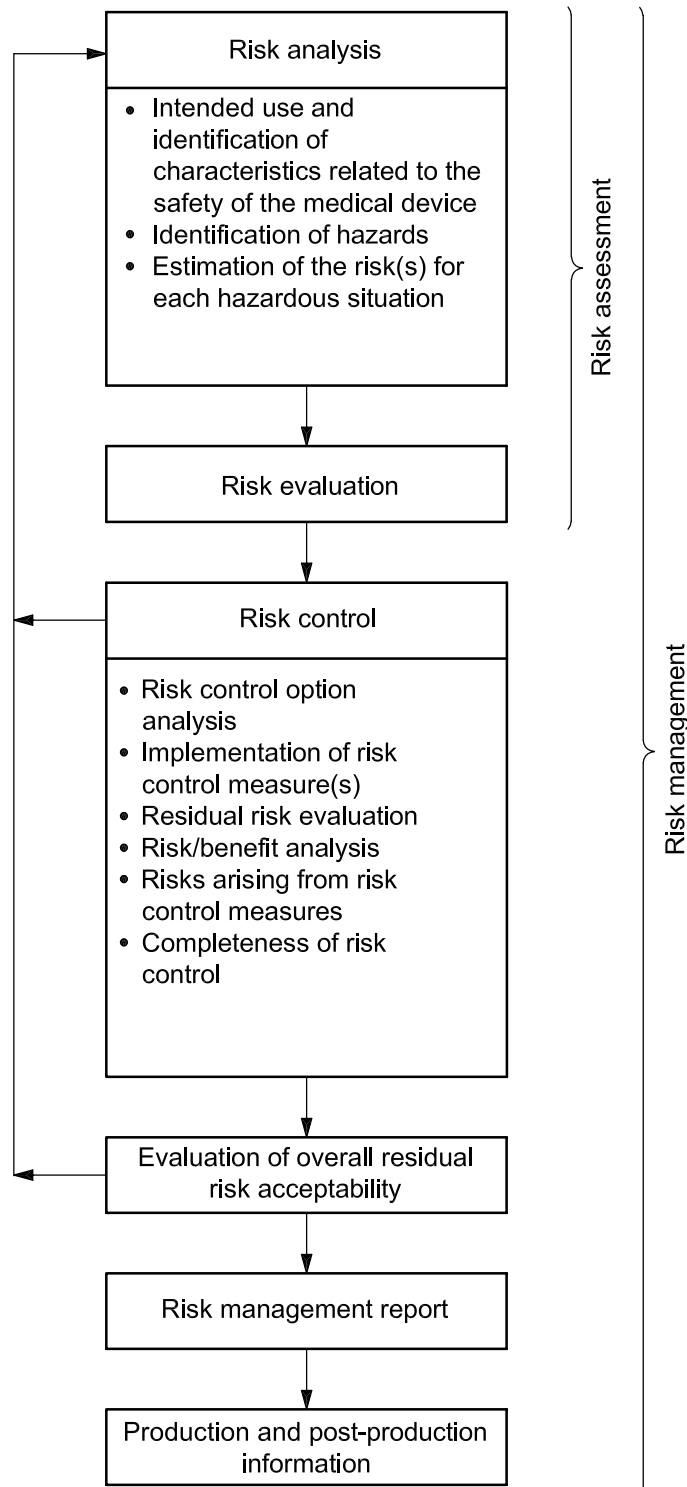 Risk analysis
• Intended use and
identification of
characteristics related to the
safety of the medical device
• Identification of hazards
• Estimation of the risk(s) for
each hazardous situation
Risk evaluation
Risk assessment
Risk control
• Risk control option
analysis
• Implementation of risk
control measure(s)
• Residual risk evaluation
• Risk/benefit analysis
• Risks arising from risk
control measures
• Completeness of risk
control
Evaluation of overall residual
risk acceptability
Risk management report
Production and post-production
information
Risk management